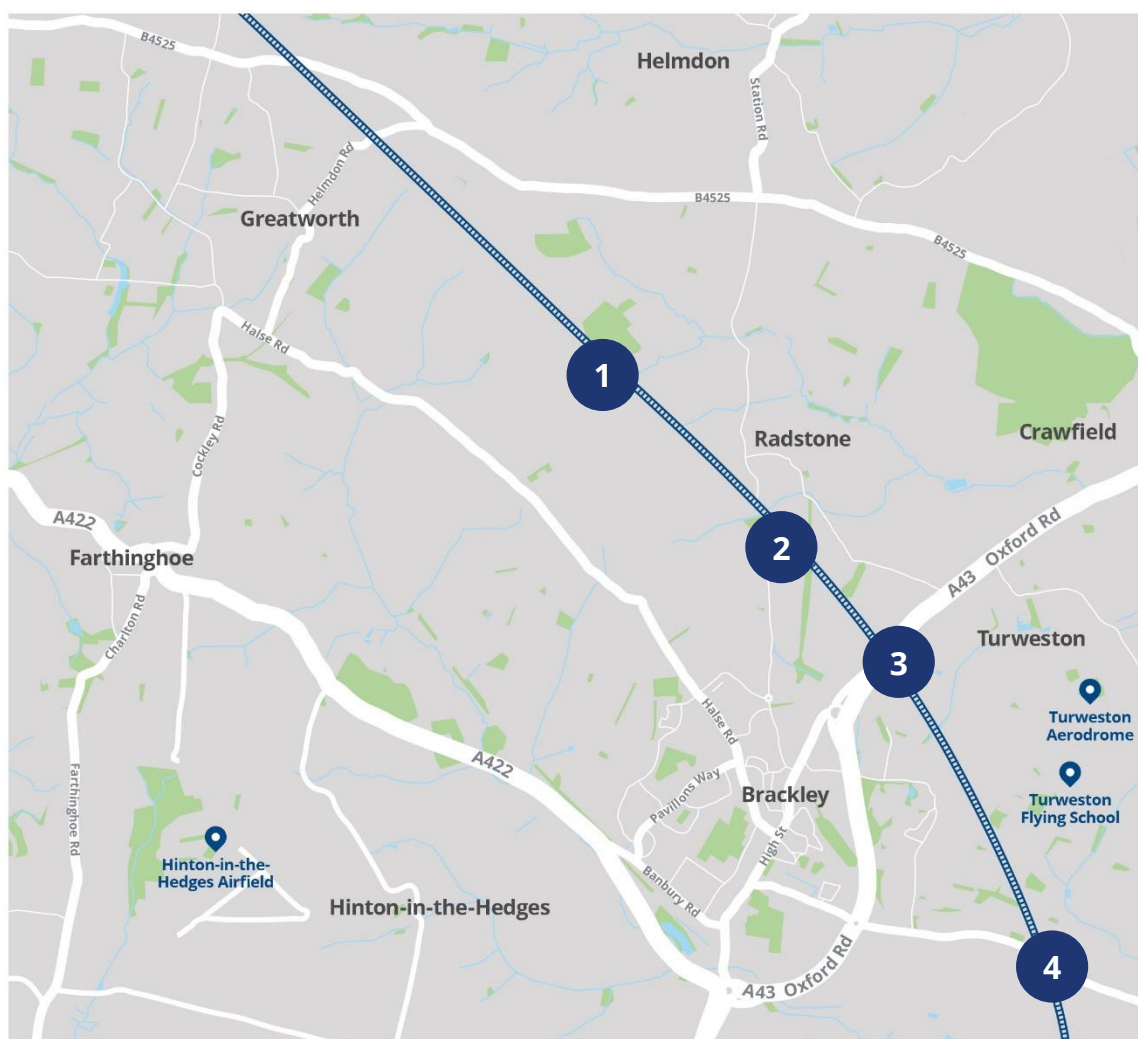 B4525
Helmdon
Station Rd
Helmdon Rd
Greatworth
B4525
B4525
Halse Rd
1
Cockley Rd
Radstone
Crawfield
A422
Farthinghoe
2
A43 Oxford Rd
Charlton Rd
3
Turweston
Turweston
Aerodrome
Halse Rd
A422
Farthinghoe Rd
Pavillons Way
Brackley
Turweston
Flying School
High St
Hinton-in-the-
Hedges Airfield
Banbury Rd
Hinton-in-the-Hedges
4
A43 Oxford Rd